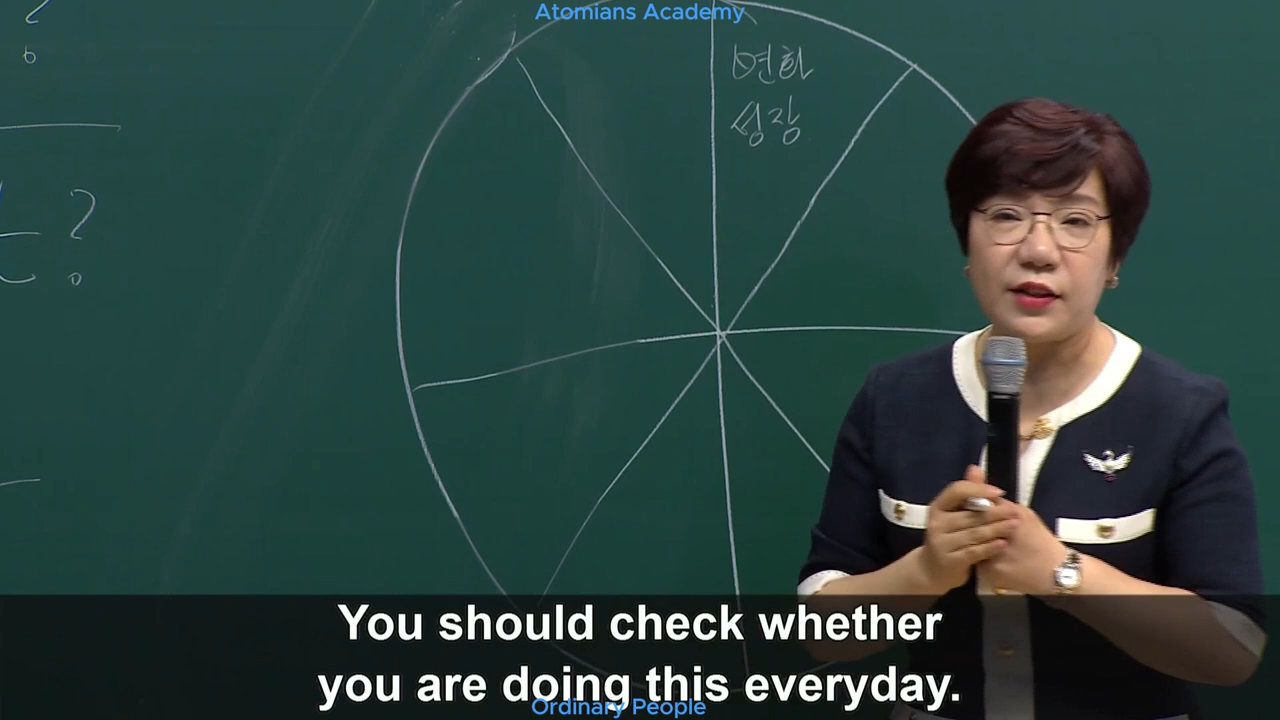 Atomians Academy
?
변화
성장
?
You should check whether
you are doing this everyday.
Ordinary People